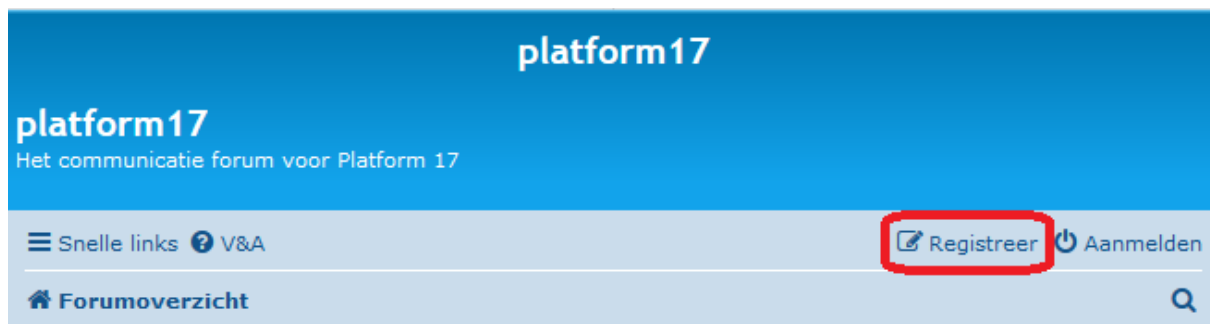 platform17
platform17
Het communicatie forum voor Platform 17
Snelle links V&A Registreer Aanmelden
Forumoverzicht